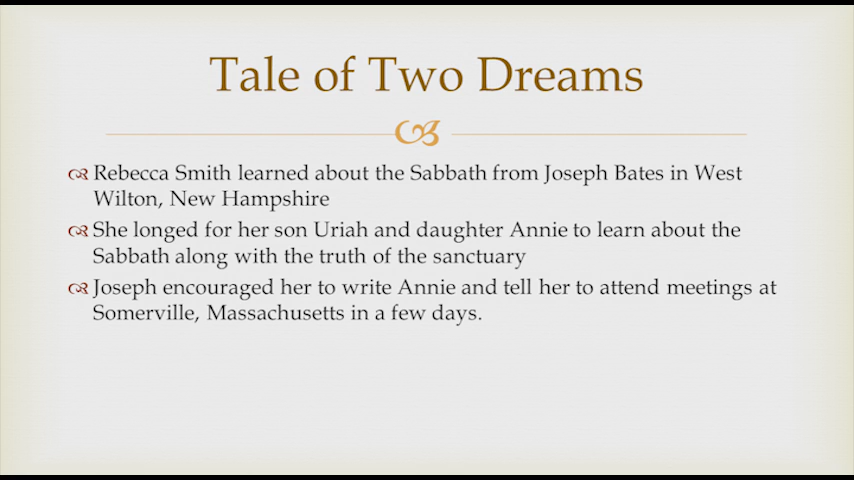 Tale of Two Dreams
Rebecca Smith learned about the Sabbath from Joseph Bates in West
Wilton, New Hampshire
She longed for her son Uriah and daughter Annie to learn about the
Sabbath along with the truth of the sanctuary
Joseph encouraged her to write Annie and tell her to attend meetings at
Somerville, Massachusetts in a few days.